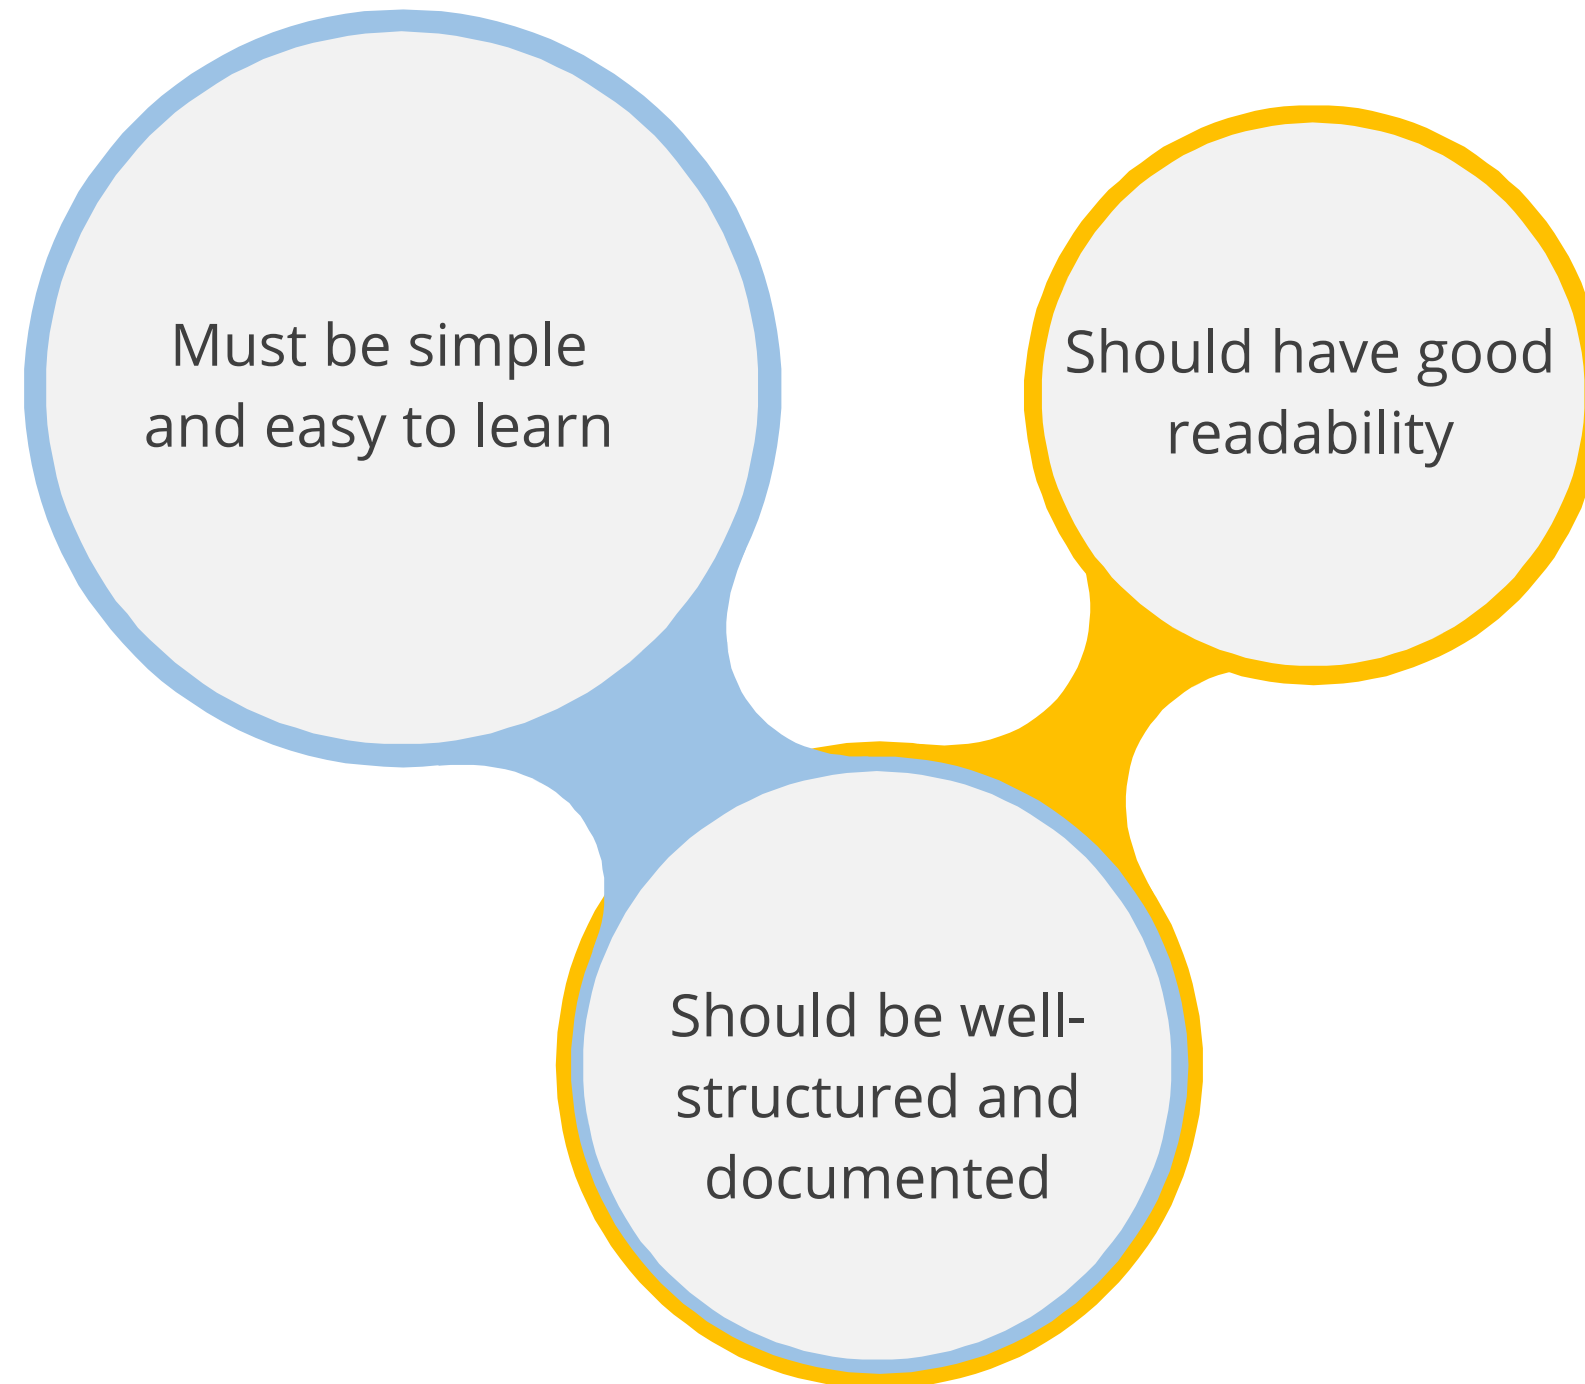 Must be simple
and easy to learn
Should have good
readability
Should be well-
structured and
documented